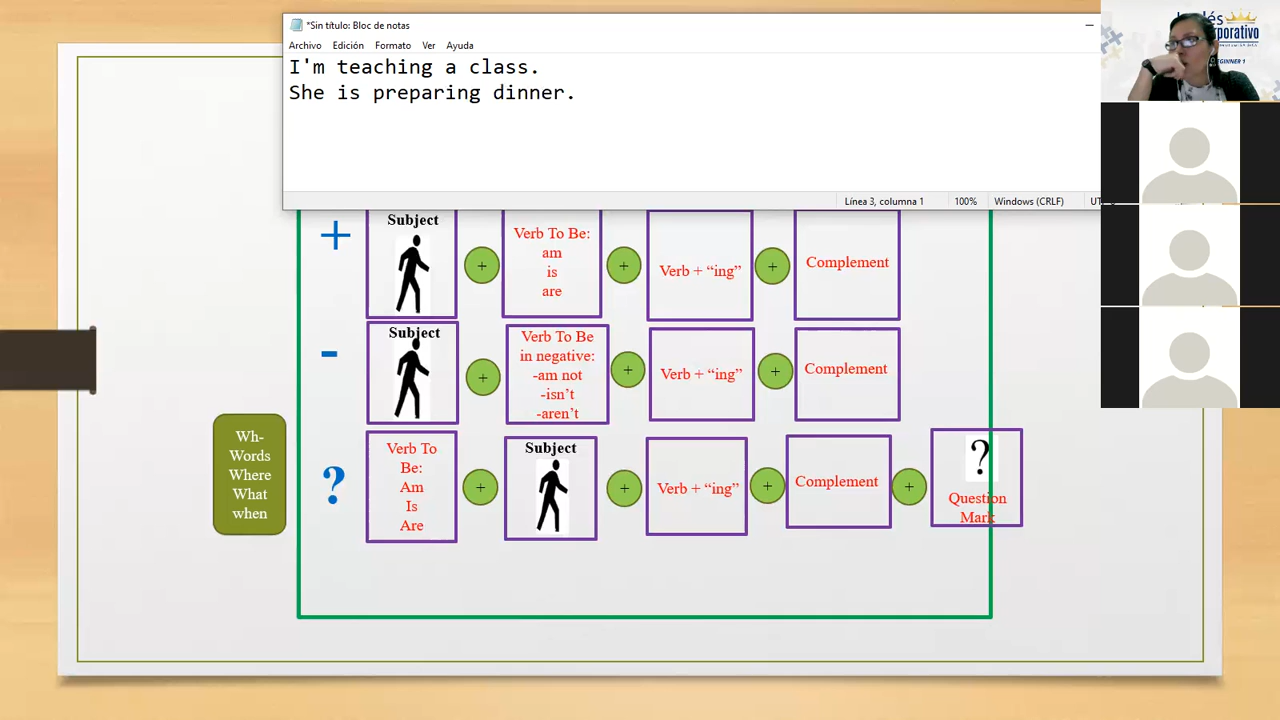 *Sin título: Bloc de notas
Archivo Edición Formato Ver Ayuda
I'm teaching a class.
She is preparing dinner.
Línea 3, columna 1 100% Windows (CRLF)
+
Subject
+
Verb To Be:
am
is
are
+
Verb + “ing”
+
Complement
-
Subject
+
Verb To Be
in negative:
-am not
-isn’t
-aren’t
+
Verb + “ing”
+
Complement
Wh-
Words
Where
What
when
?
Verb To
Be:
Am
Is
Are
+
Subject
+
Verb + “ing”
+
Complement
+
?
Question
Mark